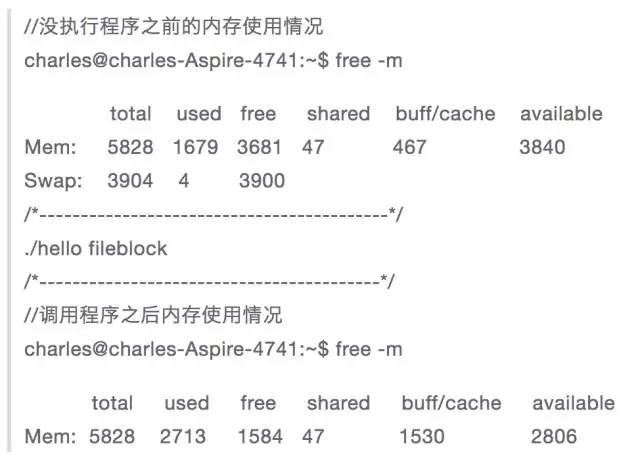 //没执行程序之前的内存使用情况
charles@charles-Aspire-4741:~$ free -m
total used free shared buff/cache available
Mem: 5828 1679 3681 47 467 3840
Swap: 3904 4 3900
/*------------------------------------------*/
./hello fileblock
/*-----------------------------------------*/
//调用程序之后内存使用情况
charles@charles-Aspire-4741:~$ free -m
total used free shared buff/cache available
Mem: 5828 2713 1584 47 1530 2806